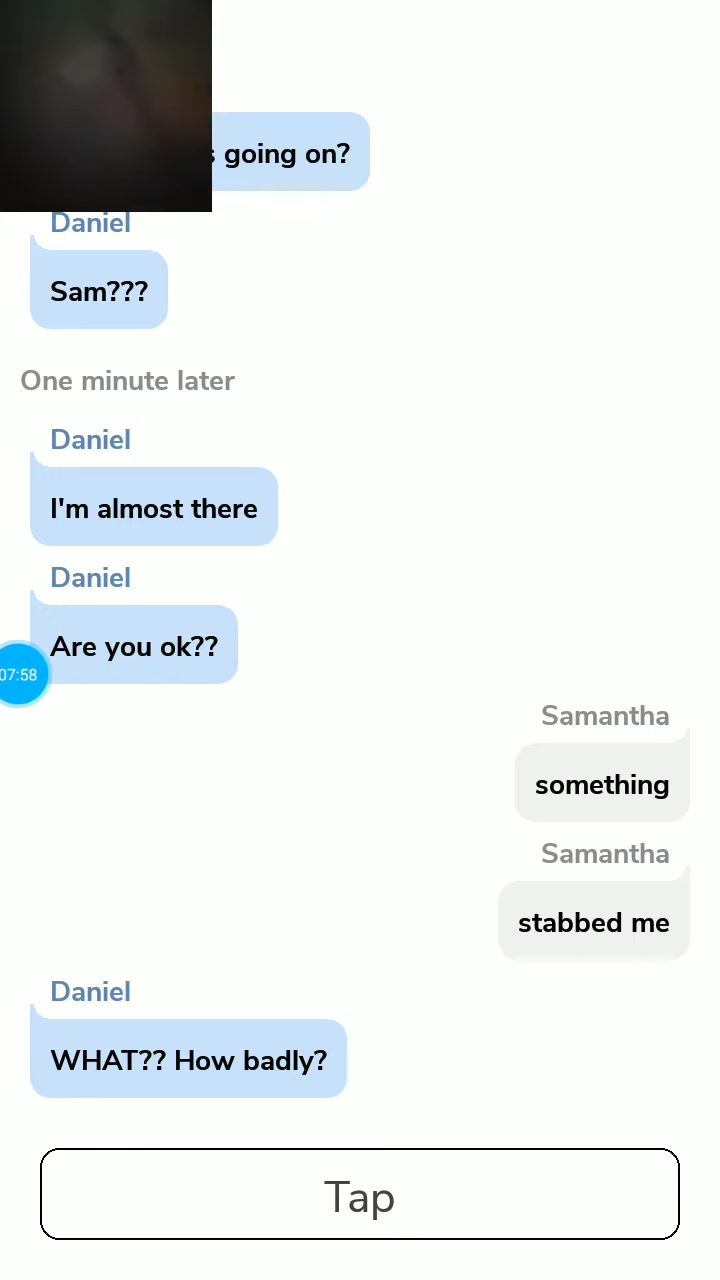 going on?
Daniel
Sam???
One minute later
Daniel
I'm almost there
Daniel
Are you ok??
07:58
Samantha
something
Samantha
stabbed me
Daniel
WHAT?? How badly?
Tap